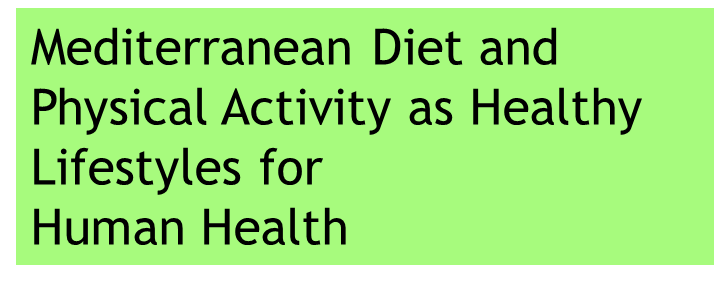 Mediterranean Diet and
Physical Activity as Healthy
Lifestyles for
Human Health